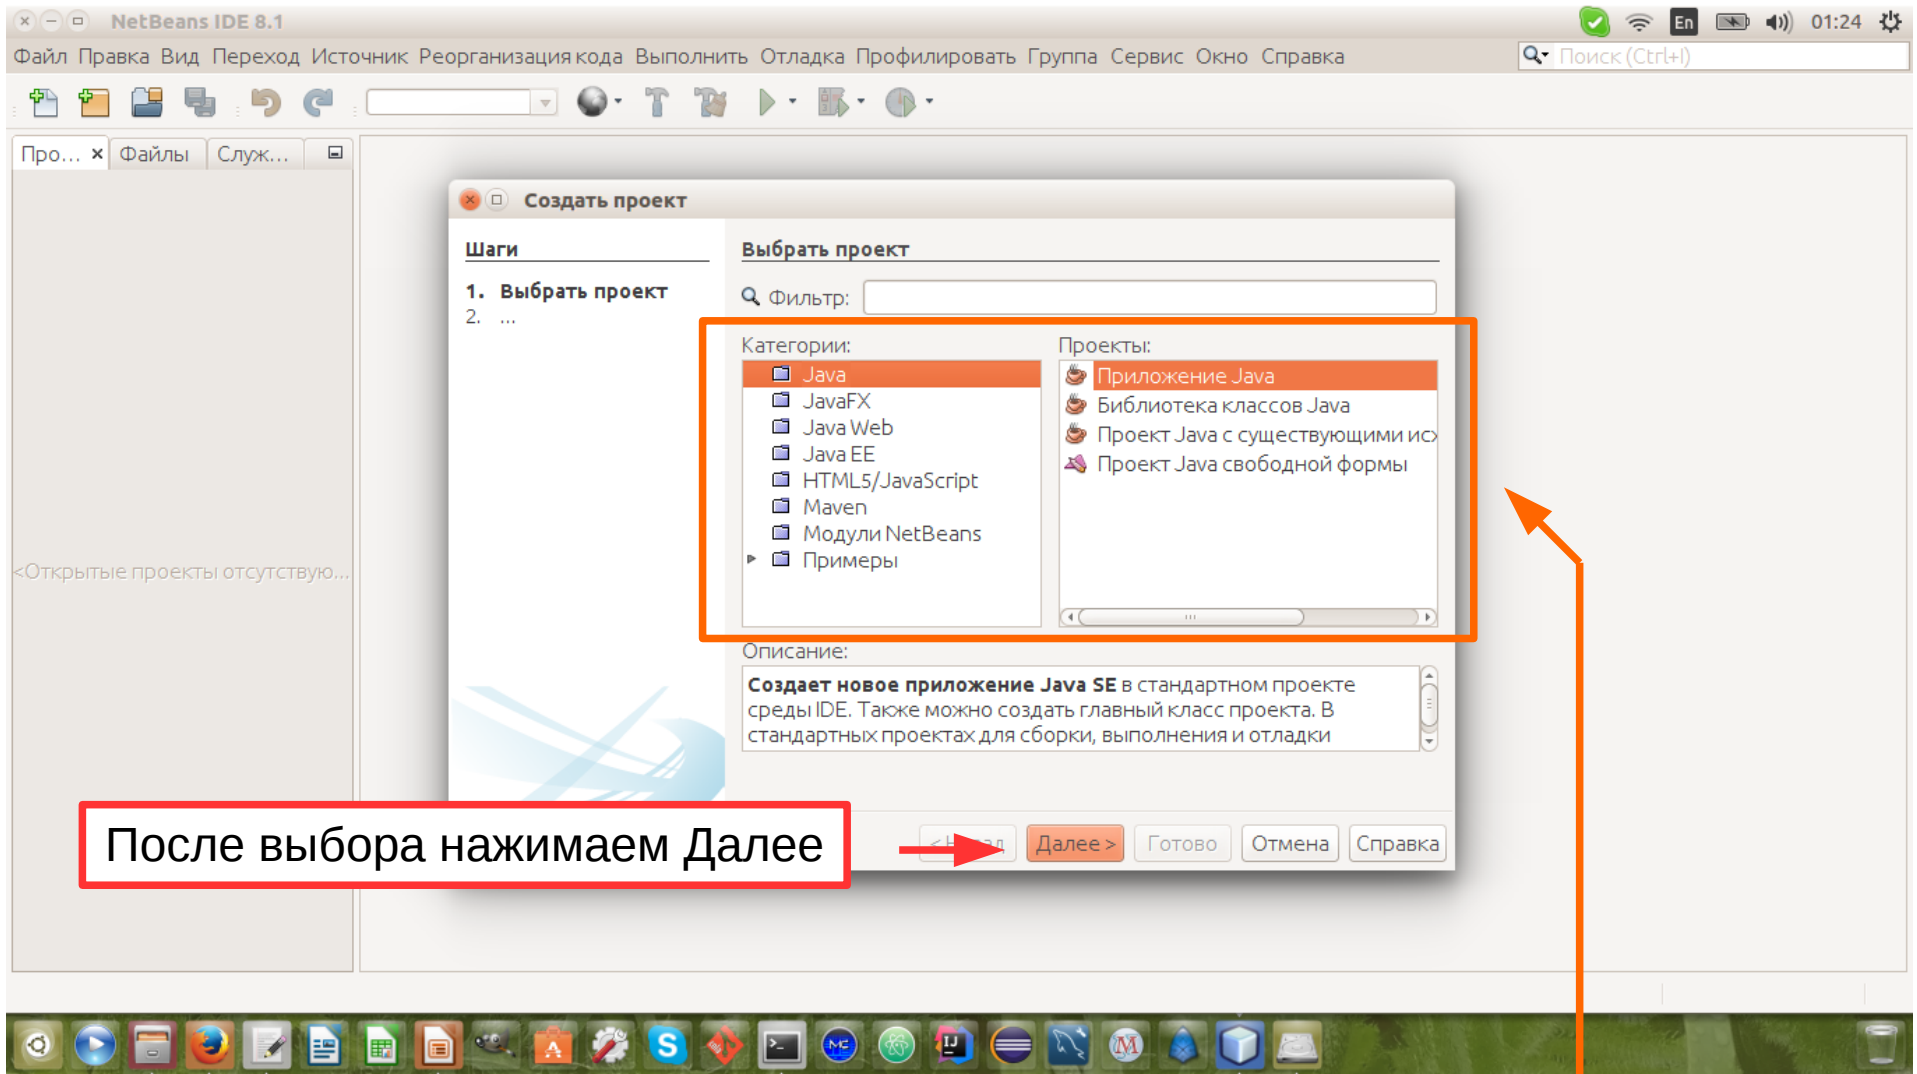 NetBeans IDE 8.1
En
01:24
Файл Правка Вид Переход Источник Реорганизация кода Выполнить Отладка Профилировать Группа Сервис Окно Справка
Поиск (Ctrl+I)
Про... Файлы Служ...
<Открытые проекты отсутствую...
Создать проект
Шаги
1. Выбрать проект
2. ...
Выбрать проект
Фильтр:
Категории:
Java
JavaFX
Java Web
Java EE
HTML5/JavaScript
Maven
Модули NetBeans
Примеры
Проекты:
Приложение Java
Библиотека классов Java
Проект Java с существующими исх
Проект Java свободной формы
Описание:
Создает новое приложение Java SE в стандартном проекте
среды IDE. Также можно создать главный класс проекта. В
стандартных проектах для сборки, выполнения и отладки
После выбора нажимаем Далее
Далее > Готово Отмена Справка